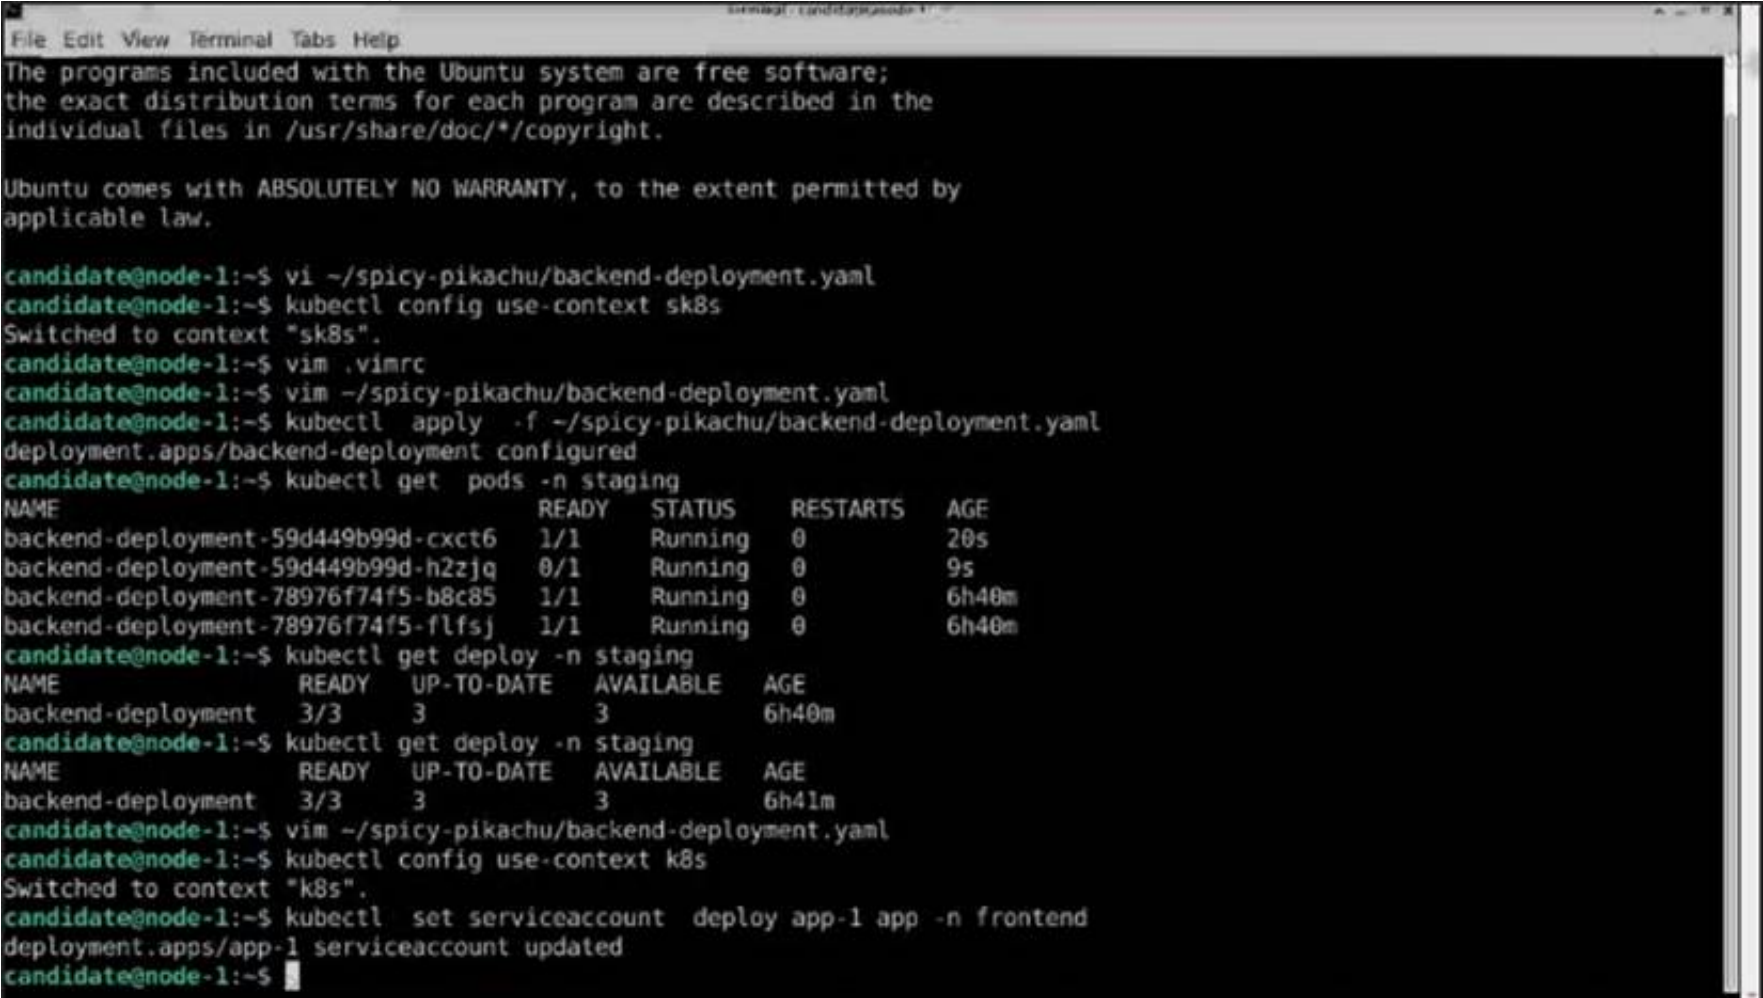 File Edit View Terminal Tabs Help
The programs included with the Ubuntu system are free software;
the exact distribution terms for each program are described in the
individual files in /usr/share/doc/*/copyright.
Ubuntu comes with ABSOLUTELY NO WARRANTY, to the extent permitted by
applicable law.
candidate@node-1:~$ vi ~/spicy-pikachu/backend-deployment.yaml
candidate@node-1:~$ kubectl config use-context sk8s
Switched to context "sk8s".
candidate@node-1:~$ vim .vimrc
candidate@node-1:~$ vim ~/spicy-pikachu/backend-deployment.yaml
candidate@node-1:~$ kubectl  apply  -f ~/spicy-pikachu/backend-deployment.yaml
deployment.apps/backend-deployment configured
candidate@node-1:~$ kubectl get  pods -n staging
NAME                                  READY   STATUS    RESTARTS   AGE
backend-deployment-59d449b99d-cxct6   1/1     Running   0          20s
backend-deployment-59d449b99d-h2zjq   0/1     Running   0          9s
backend-deployment-78976f74f5-b8c85   1/1     Running   0          6h40m
backend-deployment-78976f74f5-flfsj   1/1     Running   0          6h40m
candidate@node-1:~$ kubectl get deploy -n staging
NAME                 READY   UP-TO-DATE   AVAILABLE   AGE
backend-deployment   3/3     3            3           6h40m
candidate@node-1:~$ kubectl get deploy -n staging
NAME                 READY   UP-TO-DATE   AVAILABLE   AGE
backend-deployment   3/3     3            3           6h41m
candidate@node-1:~$ vim ~/spicy-pikachu/backend-deployment.yaml
candidate@node-1:~$ kubectl config use-context k8s
Switched to context "k8s".
candidate@node-1:~$ kubectl  set serviceaccount  deploy app-1 app -n frontend
deployment.apps/app-1 serviceaccount updated
candidate@node-1:~$